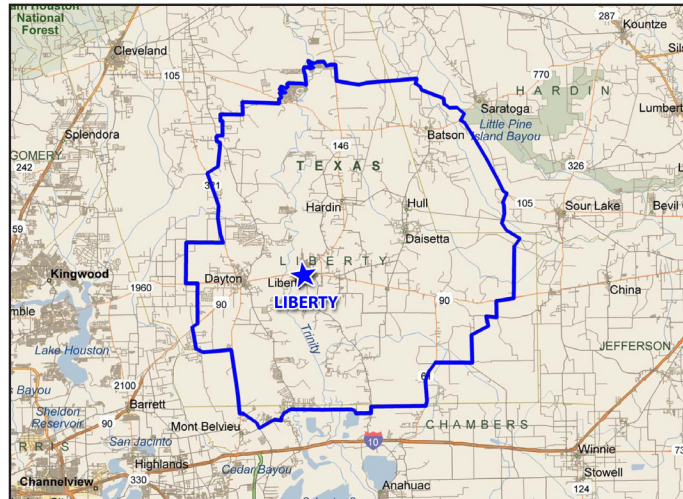 National
Forest
Cleveland
105
287
Kountze
770
HARDIN
Saratoga
Lumbert
Splendora
Batson
Little Pine
Island Bayou
146
TEXAS
242
326
321
Hardin
Hull
105
Sour Lake
Bevil
59
Daisetta
LIBERTY
Kingwood
Dayton
LIBERTY
1960
90
90
China
Trinity
Lake Houston
JEFFERSON
2100
61
Barrett
Sheldon
Reservoir
90
Mont Belvieu
CHAMBERS
San Jacinto
10
Winnie
Highlands
Cedar Bayou
Stowell
Channelview
330
Anahuac
124